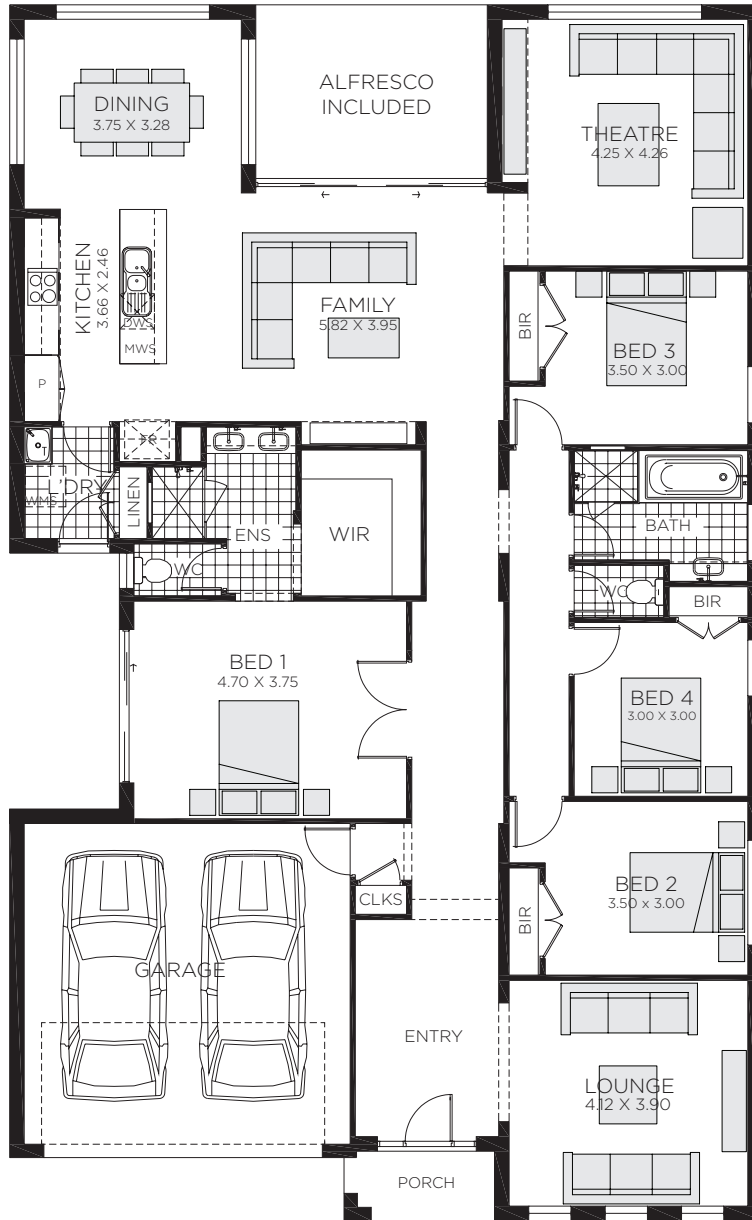 DINING
3.75 X 3.28
ALFRESCO
INCLUDED
THEATRE
4.25 X 4.26
KITCHEN
3.66 X 2.46
DWS
MWS
P
FAMILY
5.82 X 3.95
BIR
BED 3
3.50 X 3.00
T
L'DRY
WMS
FR
LINEN
ENS
WIR
WC
BATH
WC
BIR
BED 1
4.70 X 3.75
BED 4
3.00 X 3.00
BED 2
3.50 x 3.00
BIR
CLKS
GARAGE
ENTRY
LOUNGE
4.12 X 3.90
PORCH